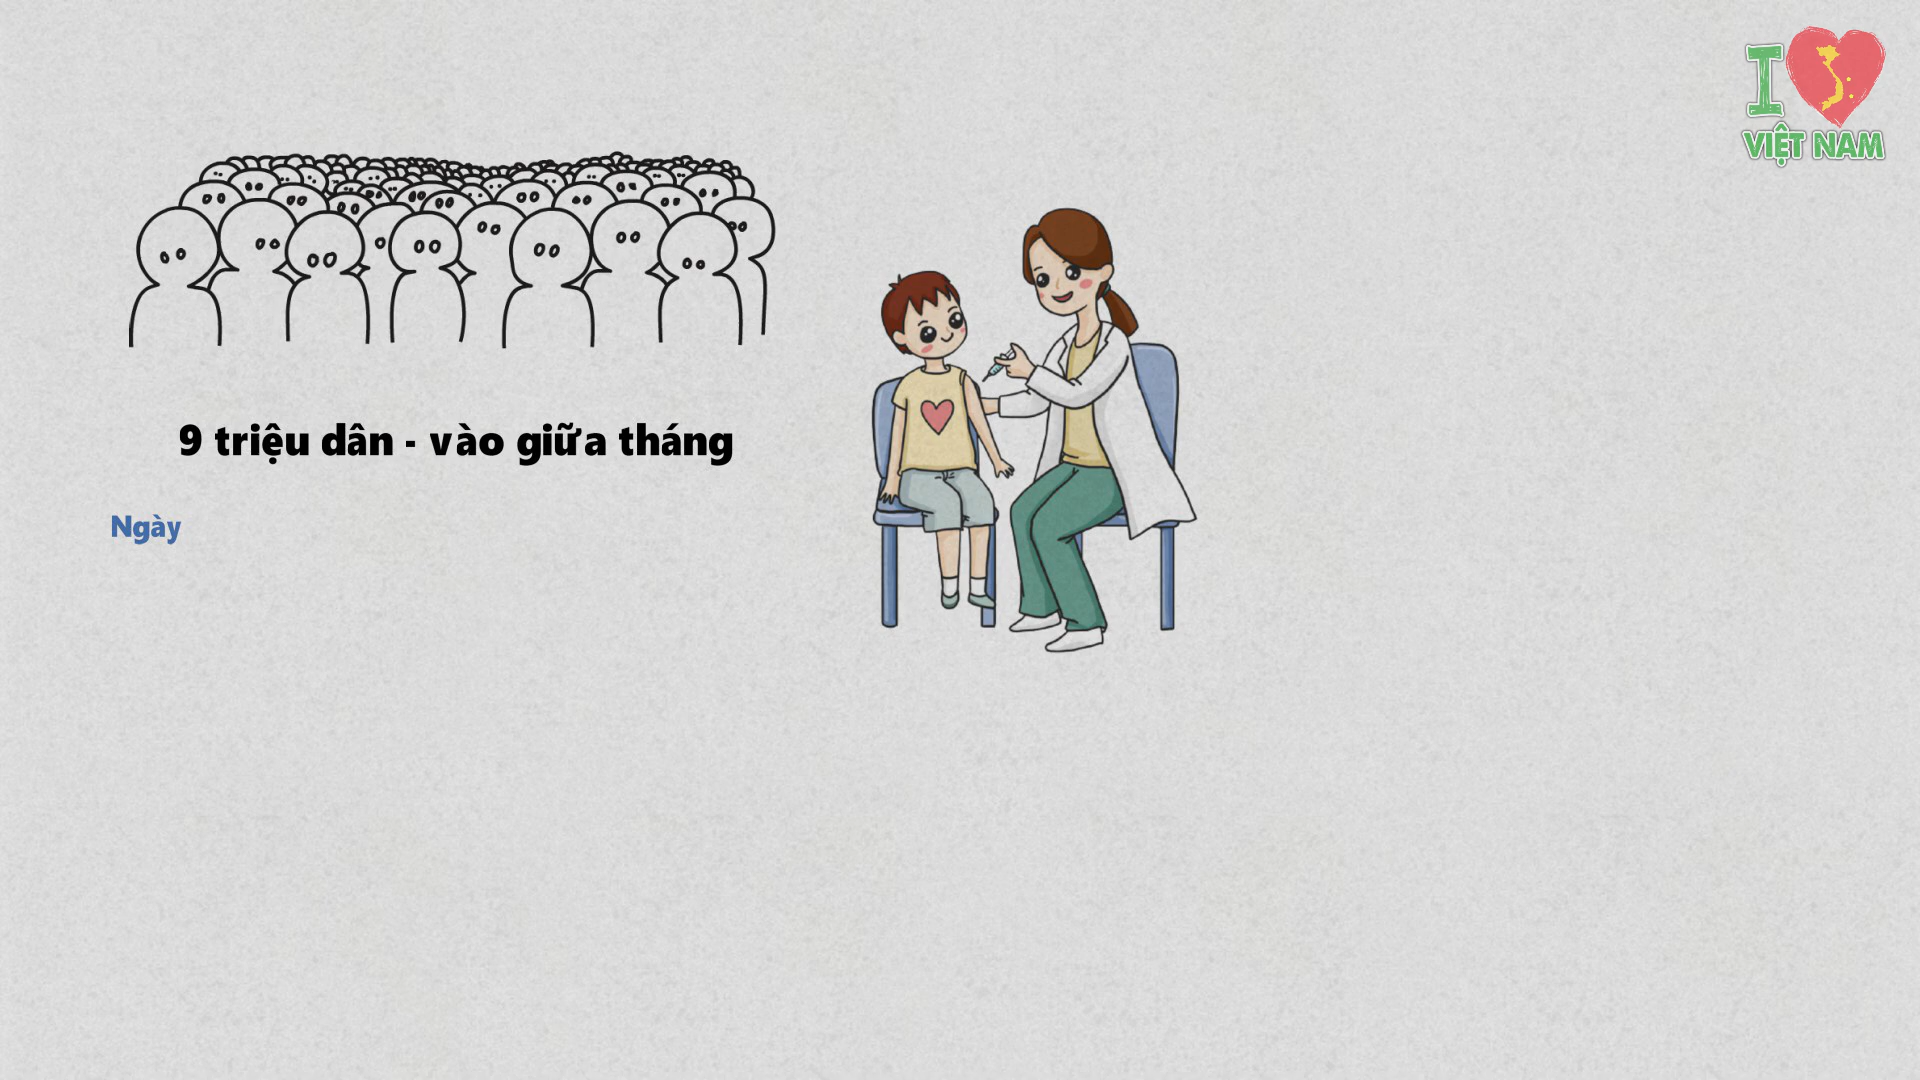 I
VIỆT NAM
9 triệu dân - vào giữa tháng
Ngày